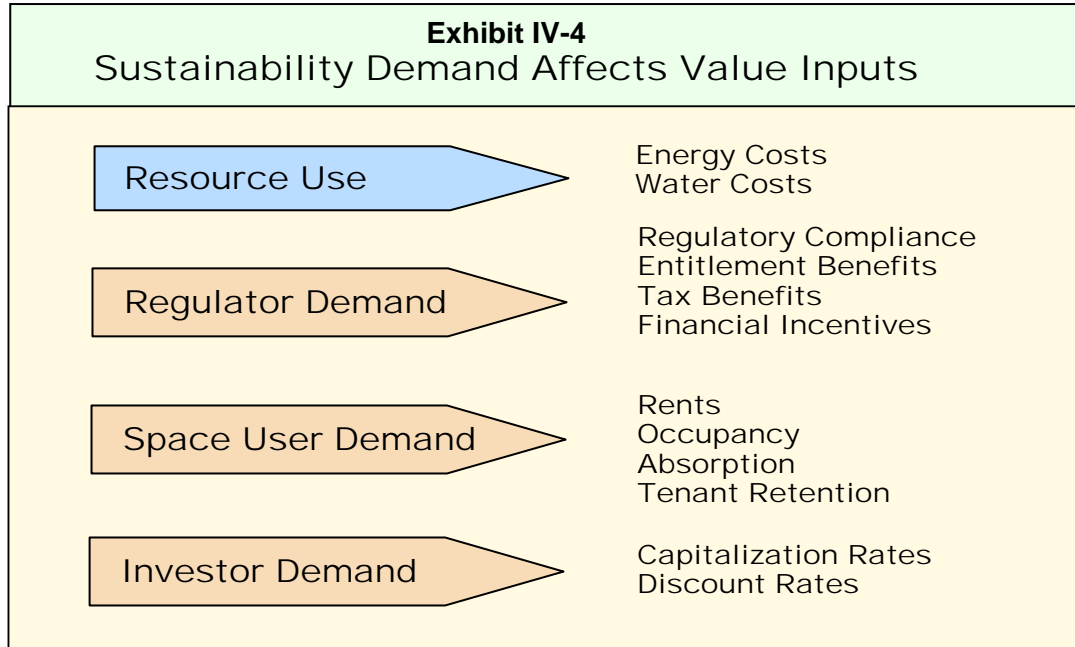 Exhibit IV-4
Sustainability Demand Affects Value Inputs
Resource Use
Energy Costs
Water Costs
Regulator Demand
Regulatory Compliance
Entitlement Benefits
Tax Benefits
Financial Incentives
Space User Demand
Rents
Occupancy
Absorption
Tenant Retention
Investor Demand
Capitalization Rates
Discount Rates